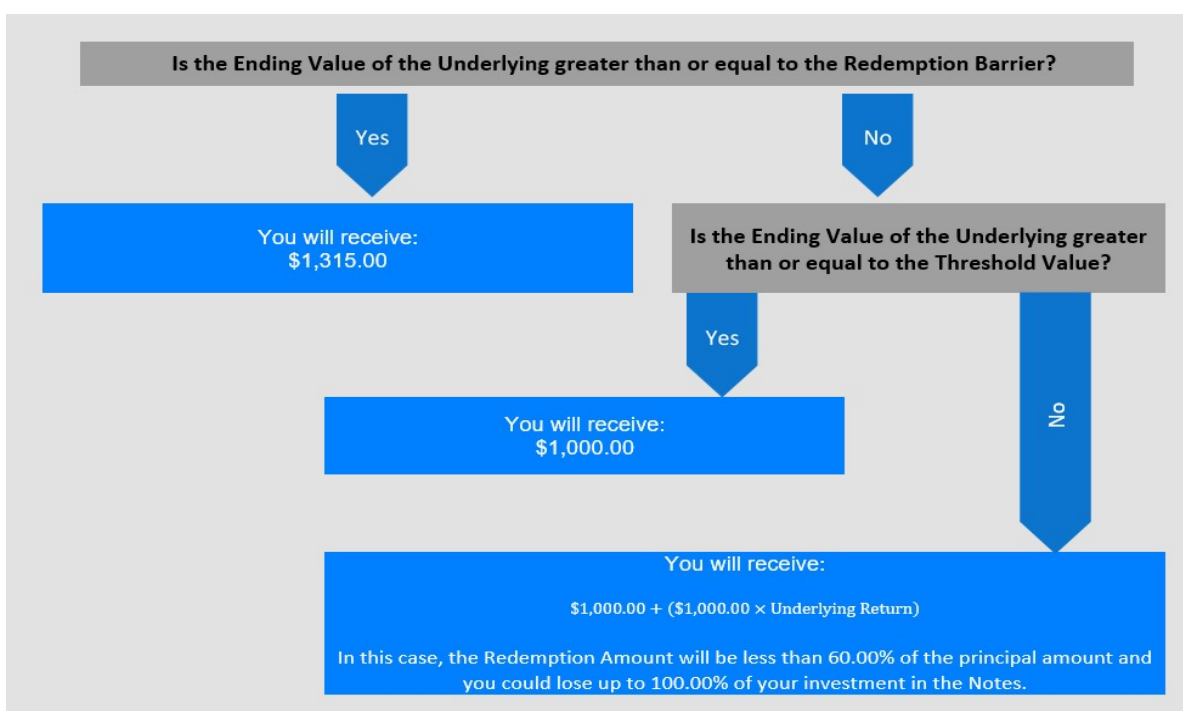 Is the Ending Value of the Underlying greater than or equal to the Redemption Barrier?
Yes
No
You will receive:
$1,315.00
Is the Ending Value of the Underlying greater
than or equal to the Threshold Value?
Yes
No
You will receive:
$1,000.00
You will receive:
$1,000.00 + ($1,000.00 × Underlying Return)
In this case, the Redemption Amount will be less than 60.00% of the principal amount and
you could lose up to 100.00% of your investment in the Notes.